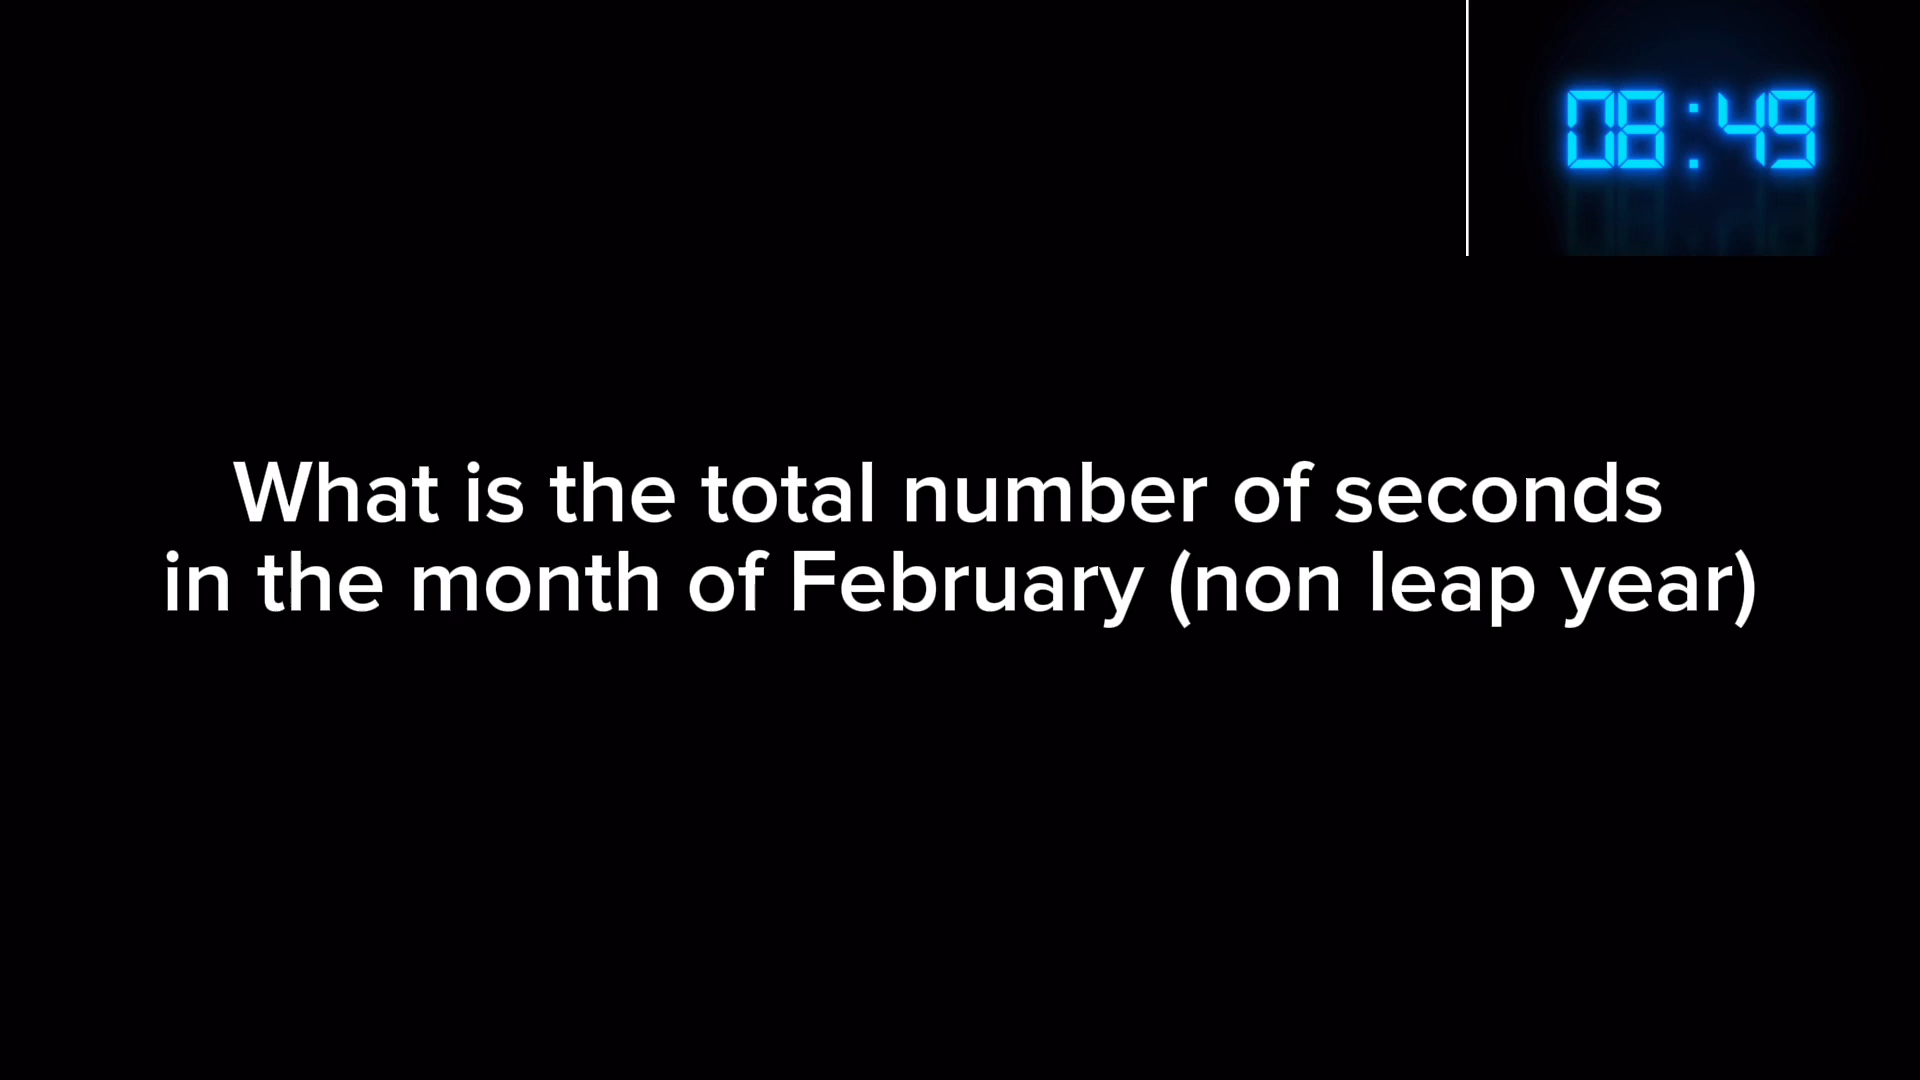 08:49
What is the total number of seconds
in the month of February (non leap year)